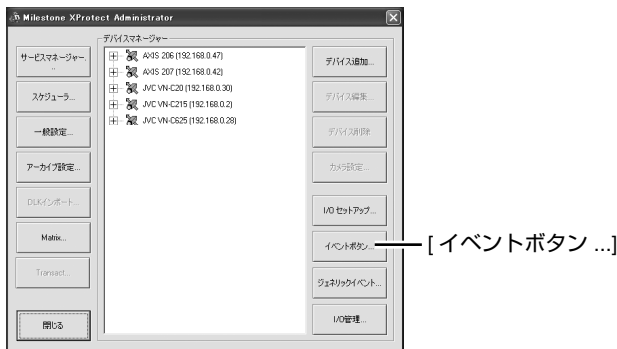 Milestone XProtect Administrator
デバイスマネージャー
サービスマネージャー...
スケジューラ...
一般設定...
アーカイブ設定...
DLKインポート...
Matrix...
Transact...
閉じる
AXIS 206 (192.168.0.47)
AXIS 207 (192.168.0.42)
JVC VN-C20 (192.168.0.30)
JVC VN-C215 (192.168.0.2)
JVC VN-C625 (192.168.0.28)
デバイス追加...
デバイス編集...
デバイス削除
カメラ設定...
I/O セットアップ...
イベントボタン...
ジェネリックイベント...
I/O管理...
[ イベントボタン ...]